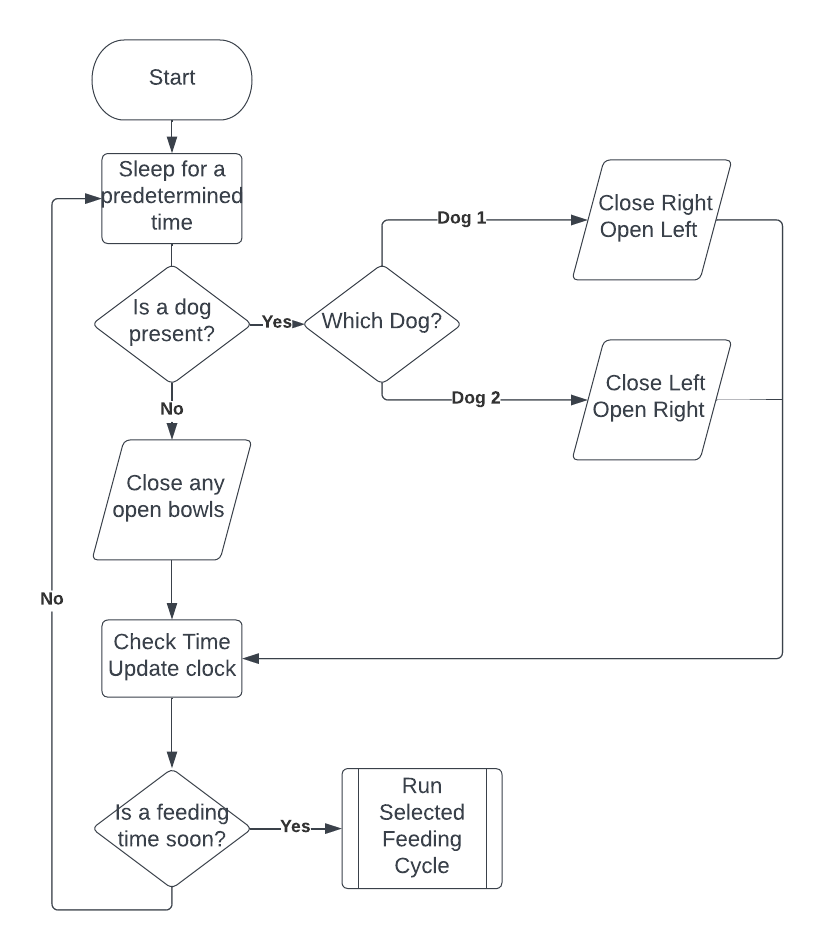 Start
Sleep for a
predetermined
time
Is a dog
present?
Yes
Which Dog?
Dog 1
Close Right
Open Left
Dog 2
Close Left
Open Right
No
Close any
open bowls
No
Check Time
Update clock
Is a feeding
time soon?
Yes
Run
Selected
Feeding
Cycle